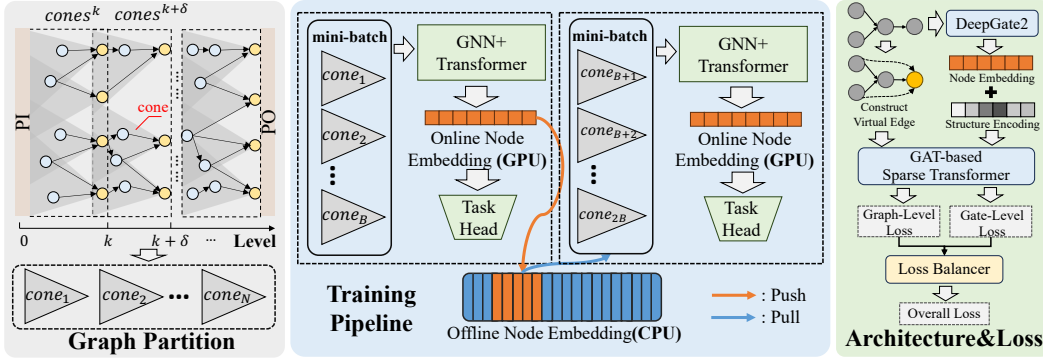 cones^k
cones^{k+δ}
cone
PI
PO
0
k
k + δ
...
Level
cone_1
cone_2
cone_N
Graph Partition
mini-batch
cone_1
cone_2
cone_B
GNN+
Transformer
Online Node
Embedding (GPU)
Task
Head
mini-batch
cone_{B+1}
cone_{B+2}
cone_{2B}
GNN+
Transformer
Online Node
Embedding (GPU)
Task
Head
Training
Pipeline
Offline Node Embedding(CPU)
: Push
: Pull
DeepGate2
Node Embedding
Construct
Virtual Edge
Structure Encoding
GAT-based
Sparse Transformer
Graph-Level
Loss
Gate-Level
Loss
Loss Balancer
Overall Loss
Architecture&Loss